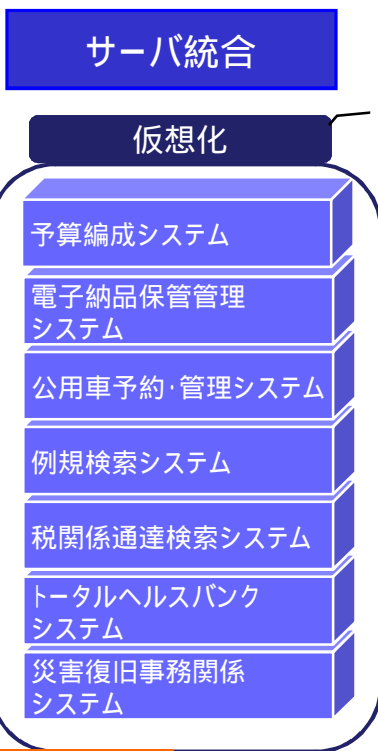 サーバ統合
仮想化
予算編成システム
電子納品保管管理
システム
公用車予約･管理システム
例規検索システム
税関係通達検索システム
トータルヘルスバンク
システム
災害復旧事務関係
システム